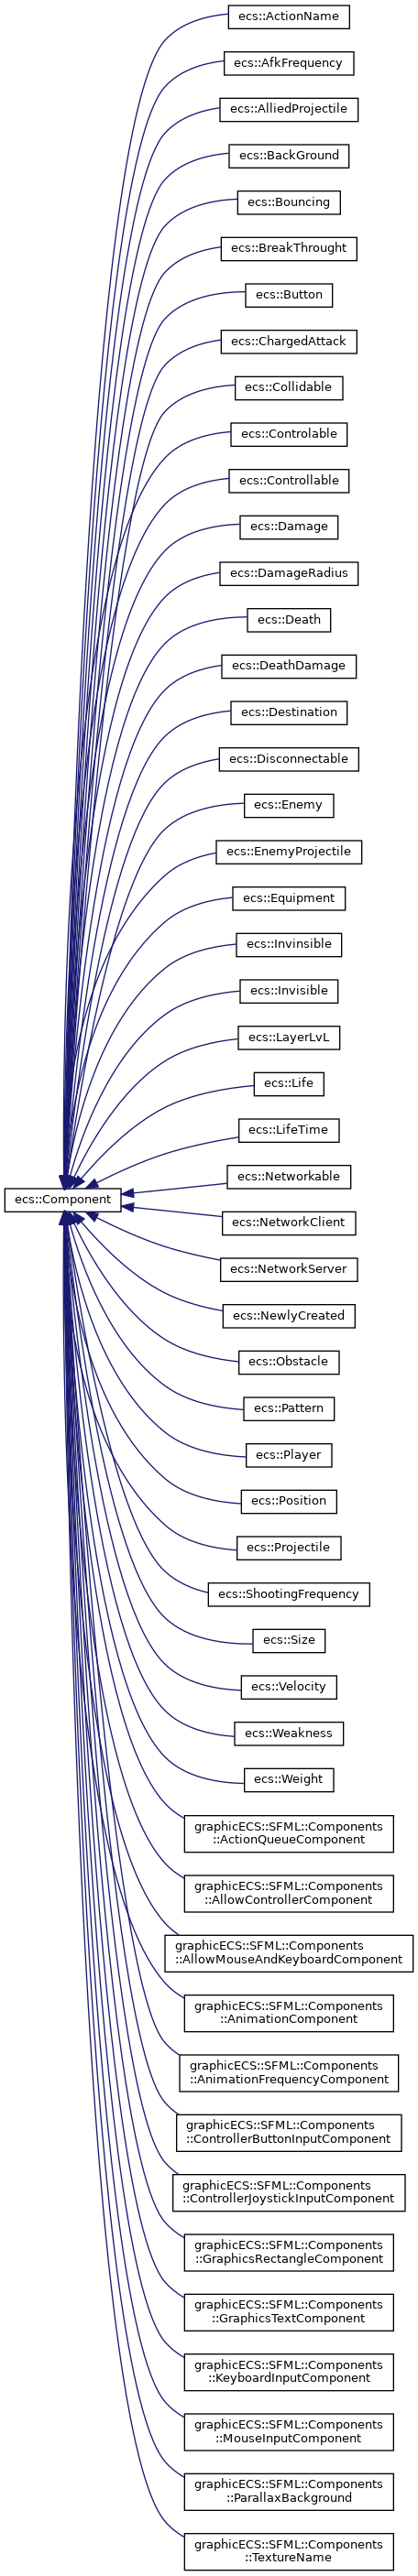 ecs::ActionName
ecs::AfkFrequency
ecs::AlliedProjectile
ecs::BackGround
ecs::Bouncing
ecs::BreakThrought
ecs::Button
ecs::ChargedAttack
ecs::Collidable
ecs::Controlable
ecs::Controllable
ecs::Damage
ecs::DamageRadius
ecs::Death
ecs::DeathDamage
ecs::Destination
ecs::Disconnectable
ecs::Enemy
ecs::EnemyProjectile
ecs::Equipment
ecs::Invinsible
ecs::Invisible
ecs::LayerLvL
ecs::Life
ecs::LifeTime
ecs::Networkable
ecs::Component
ecs::NetworkClient
ecs::NetworkServer
ecs::NewlyCreated
ecs::Obstacle
ecs::Pattern
ecs::Player
ecs::Position
ecs::Projectile
ecs::ShootingFrequency
ecs::Size
ecs::Velocity
ecs::Weakness
ecs::Weight
graphicECS::SFML::Components
::ActionQueueComponent
graphicECS::SFML::Components
::AllowControllerComponent
graphicECS::SFML::Components
::AllowMouseAndKeyboardComponent
graphicECS::SFML::Components
::AnimationComponent
graphicECS::SFML::Components
::AnimationFrequencyComponent
graphicECS::SFML::Components
::ControllerButtonInputComponent
graphicECS::SFML::Components
::ControllerJoystickInputComponent
graphicECS::SFML::Components
::GraphicsRectangleComponent
graphicECS::SFML::Components
::GraphicsTextComponent
graphicECS::SFML::Components
::KeyboardInputComponent
graphicECS::SFML::Components
::MouseInputComponent
graphicECS::SFML::Components
::ParallaxBackground
graphicECS::SFML::Components
::TextureName